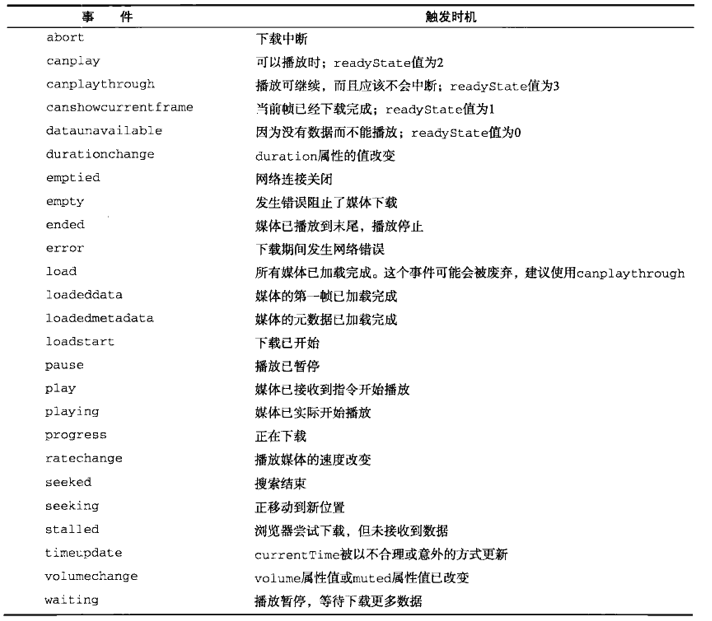 事 件 触发时机
abort 下载中断
canplay 可以播放时；readyState值为2
canplaythrough 播放可继续，而且应该不会中断；readyState值为3
canshowcurrentframe 当前帧已经下载完成；readyState值为1
dataunavailable 因为没有数据而不能播放；readyState值为0
durationchange duration属性的值改变
emptied 网络连接关闭
empty 发生错误阻止了媒体下载
ended 媒体已播放到末尾，播放停止
error 下载期间发生网络错误
load 所有媒体已加载完成。这个事件可能会被废弃，建议使用canplaythrough
loadeddata 媒体的第一帧已加载完成
loadedmetadata 媒体的元数据已加载完成
loadstart 下载已开始
pause 播放已暂停
play 媒体已接收到指令开始播放
playing 媒体已实际开始播放
progress 正在下载
ratechange 播放媒体的速度改变
seeked 搜索结束
seeking 正移动到新位置
stalled 浏览器尝试下载，但未接收到数据
timeupdate currentTime被以不合理或意外的方式更新
volumechange volume属性值或muted属性值已改变
waiting 播放暂停，等待下载更多数据